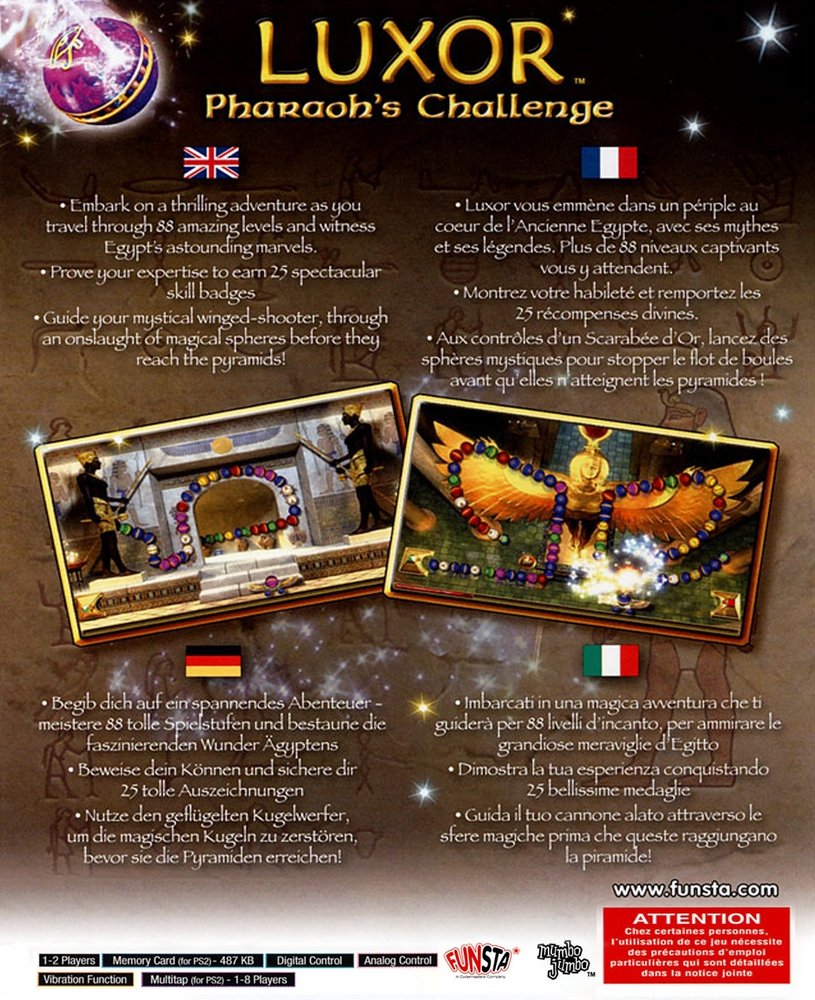 LUXOR™
Pharaoh's Challenge
• Embark on a thrilling adventure as you
travel through 88 amazing levels and witness
Egypt's astounding marvels.
• Prove your expertise to earn 25 spectacular
skill badges
• Guide your mystical winged-shooter, through
an onslaught of magical spheres before they
reach the pyramids!
• Luxor vous emmène dans un périple au
coeur de l'Ancienne Egypte, avec ses mythes
et ses légendes. Plus de 88 niveaux captivants
vous y attendent.
• Montrez votre habileté et remportez les
25 récompenses divines.
• Aux contrôles d'un Scarabée d'Or, lancez des
sphères mystiques pour stopper le flot de boules
avant qu'elles n'atteignent les pyramides !
• Begib dich auf ein spannendes Abenteuer -
meistere 88 tolle Spielstufen und bestaune die
faszinierenden Wunder Ägyptens
• Beweise dein Können und sichere dir
25 tolle Auszeichnungen
• Nutze den geflügelten Kugelwerfer,
um die magischen Kugeln zu zerstören,
bevor sie die Pyramiden erreichen!
• Imbarcati in una magica avventura che ti
guiderà per 88 livelli d'incanto, per ammirare le
grandiose meraviglie d'Egitto
• Dimostra la tua esperienza conquistando
25 bellissime medaglie
• Guida il tuo cannone alato attraverso le
sfere magiche prima che queste raggiungano
la piramide!
www.funsta.com
ATTENTION
Chez certaines personnes,
l'utilisation de ce jeu nécessite
des précautions d'emploi
particulières qui sont détaillées
dans la notice jointe
1-2 Players
Memory Card (for PS2) - 487 KB
Digital Control
Analog Control
Vibration Function
Multitap (for PS2) - 1-8 Players
FUNSTA
A Codemasters Company
mumbo
jumbo™